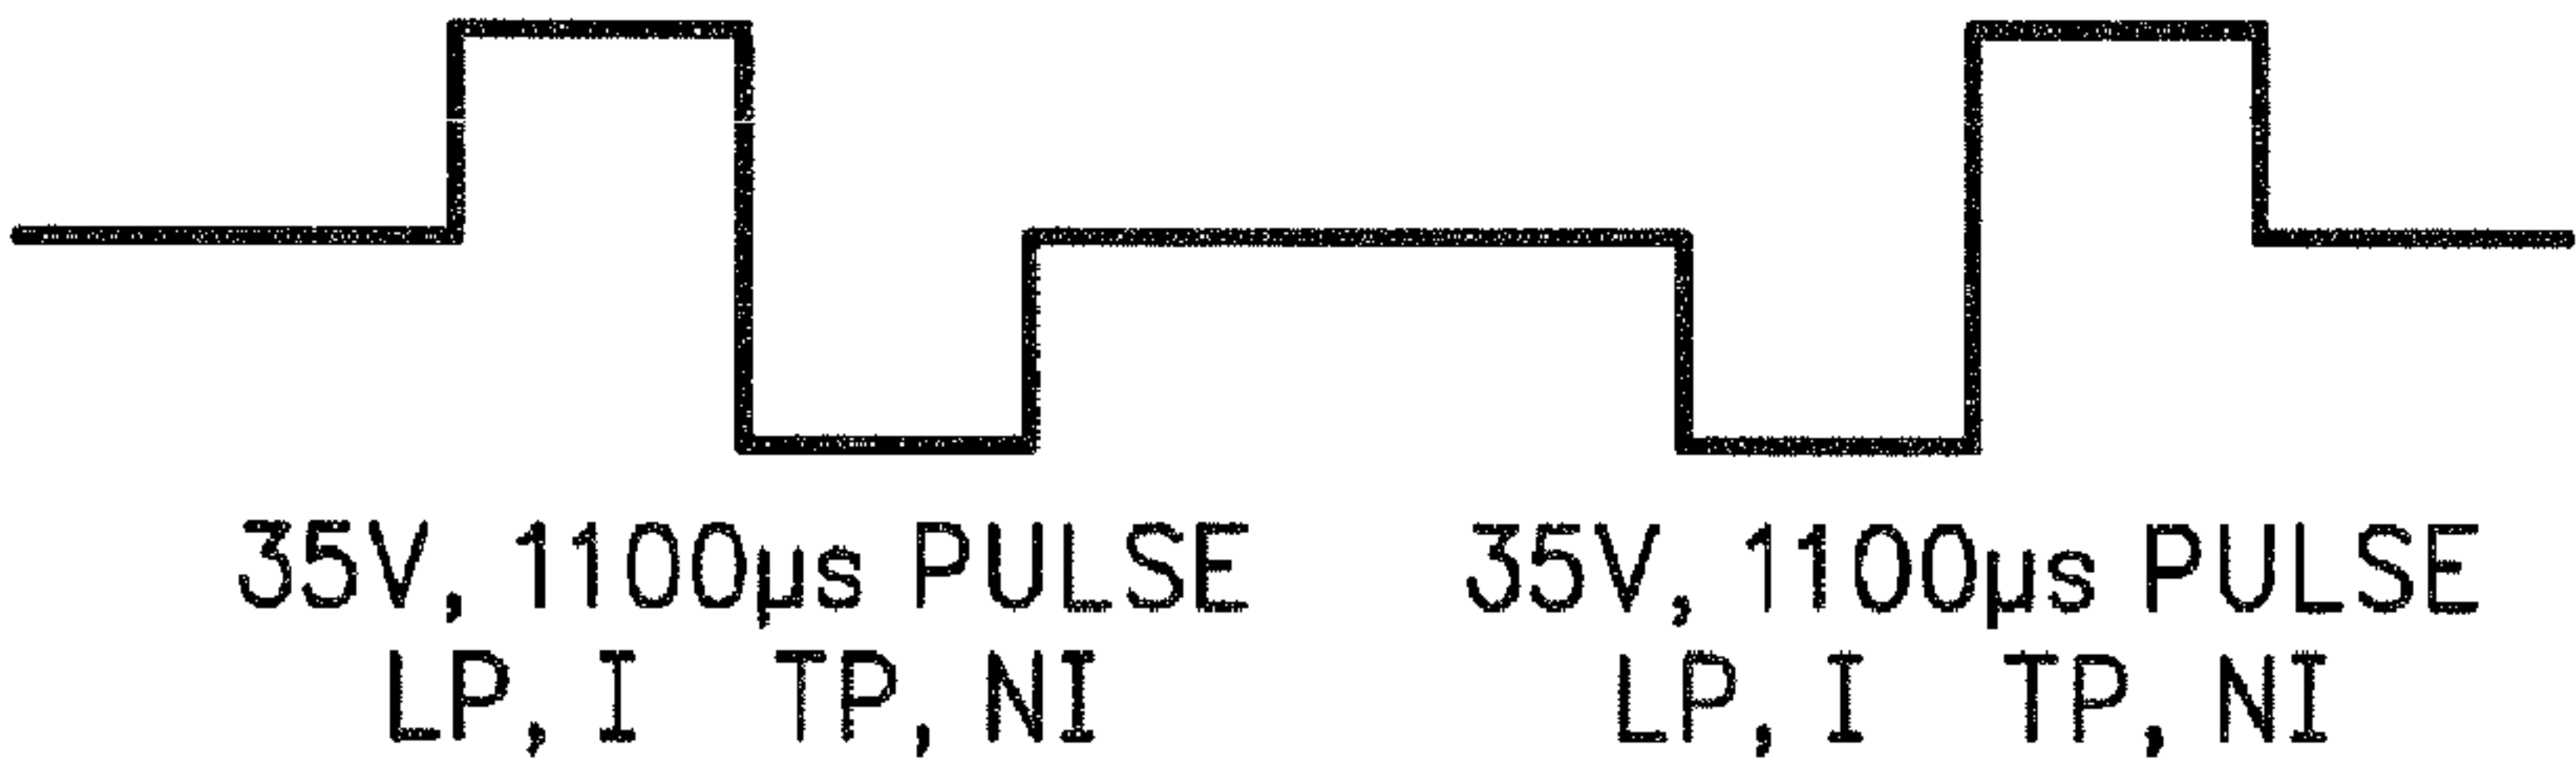 35V, 1100µs PULSE 35V, 1100µs PULSE
LP, I TP, NI LP, I TP, NI